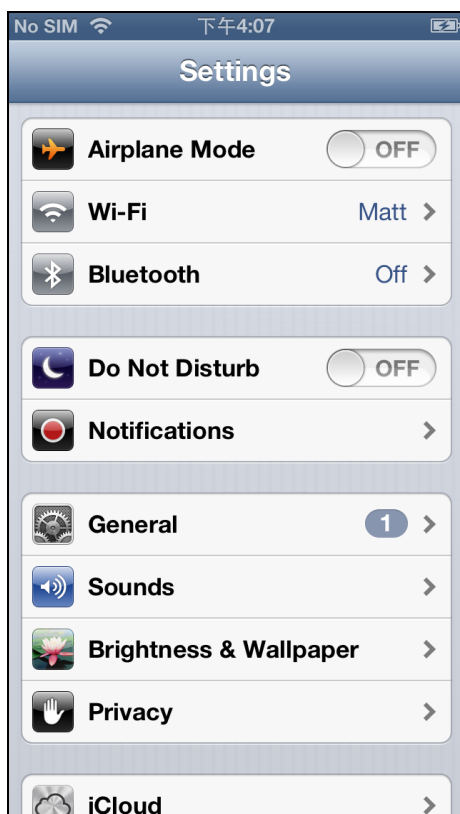 No SIM 下午4:07
Settings
Airplane Mode OFF
Wi-Fi Matt
Bluetooth Off
Do Not Disturb OFF
Notifications
General 1
Sounds
Brightness & Wallpaper
Privacy
iCloud